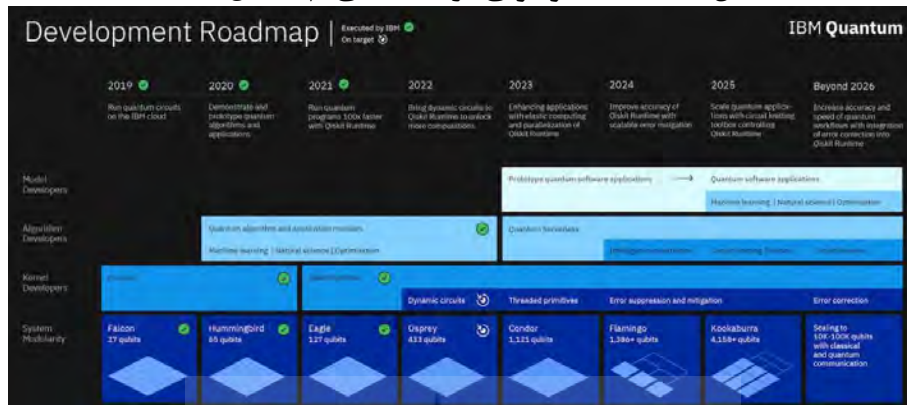 Development Roadmap | Executed by IBM
On target
IBM Quantum
2019 2020 2021 2022 2023 2024 2025 Beyond 2026
Run quantum circuits
on the IBM cloud
Demonstrate and
prototype quantum
algorithms and
applications
Run quantum
programs 100x faster
with Qiskit Runtime
Bring dynamic circuits to
Qiskit Runtime to unlock
more computations
Enhancing applications
with elastic computing
and parallelization of
Qiskit Runtime
Improve accuracy of
Qiskit Runtime with
scalable error mitigation
Scale quantum applica-
tions with circuit knitting
toolbox controlling
Qiskit Runtime
Increase accuracy and
speed of quantum
workflows with integration
of error correction into
Qiskit Runtime
Model
Developers
Prototype quantum software applications → Quantum software applications
Machine learning | Natural science | Optimization
Algorithm
Developers
Quantum algorithm and application modules
Machine learning | Natural science | Optimization
Quantum Serverless
Kernel
Developers
Circuits
Dynamic circuits
Threaded primitives
Error suppression and mitigation
Error correction
System
Modularity
Falcon
27 qubits
Hummingbird
65 qubits
Eagle
127 qubits
Osprey
433 qubits
Condor
1,121 qubits
Flamingo
1,386+ qubits
Kookaburra
4,158+ qubits
Scaling to
10K-100K qubits
with classical
and quantum
communication